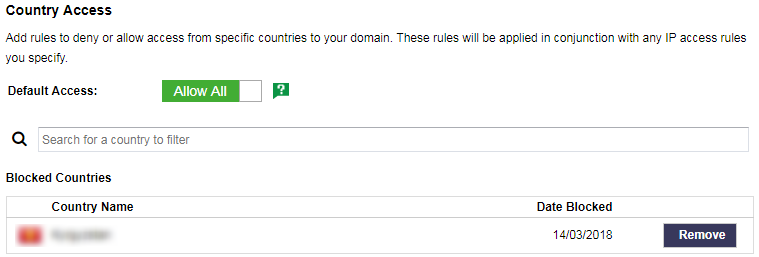 Country Access
Add rules to deny or allow access from specific countries to your domain. These rules will be applied in conjunction with any IP access rules
you specify.
Default Access: Allow All ?
Search for a country to filter
Blocked Countries
Country Name Date Blocked
14/03/2018 Remove